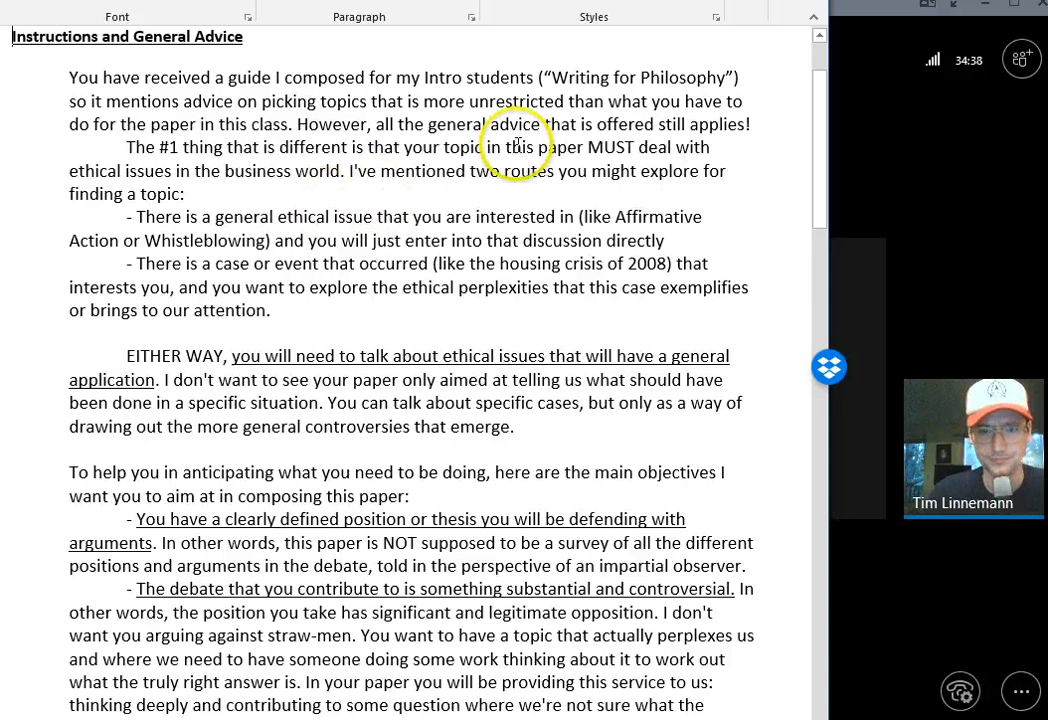 Font Paragraph Styles
34:38
Instructions and General Advice
You have received a guide I composed for my Intro students (“Writing for Philosophy”)
so it mentions advice on picking topics that is more unrestricted than what you have to
do for the paper in this class. However, all the general advice that is offered still applies!
The #1 thing that is different is that your topic in this paper MUST deal with
ethical issues in the business world. I've mentioned two routes you might explore for
finding a topic:
- There is a general ethical issue that you are interested in (like Affirmative
Action or Whistleblowing) and you will just enter into that discussion directly
- There is a case or event that occurred (like the housing crisis of 2008) that
interests you, and you want to explore the ethical perplexities that this case exemplifies
or brings to our attention.
EITHER WAY, you will need to talk about ethical issues that will have a general
application. I don't want to see your paper only aimed at telling us what should have
been done in a specific situation. You can talk about specific cases, but only as a way of
drawing out the more general controversies that emerge.
To help you in anticipating what you need to be doing, here are the main objectives I
want you to aim at in composing this paper:
- You have a clearly defined position or thesis you will be defending with
arguments. In other words, this paper is NOT supposed to be a survey of all the different
positions and arguments in the debate, told in the perspective of an impartial observer.
- The debate that you contribute to is something substantial and controversial. In
other words, the position you take has significant and legitimate opposition. I don't
want you arguing against straw-men. You want to have a topic that actually perplexes us
and where we need to have someone doing some work thinking about it to work out
what the truly right answer is. In your paper you will be providing this service to us:
thinking deeply and contributing to some question where we're not sure what the
Tim Linnemann